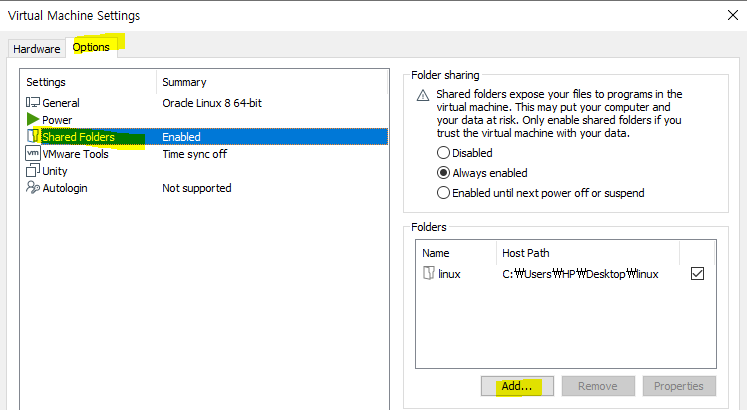 Virtual Machine Settings
Hardware Options
Settings Summary
General Oracle Linux 8 64-bit
Power
Shared Folders Enabled
VMware Tools Time sync off
Unity
Autologin Not supported
Folder sharing
Shared folders expose your files to programs in the
virtual machine. This may put your computer and
your data at risk. Only enable shared folders if you
trust the virtual machine with your data.
Disabled
Always enabled
Enabled until next power off or suspend
Folders
Name Host Path
linux C:₩Users₩HP₩Desktop₩linux
Add... Remove Properties